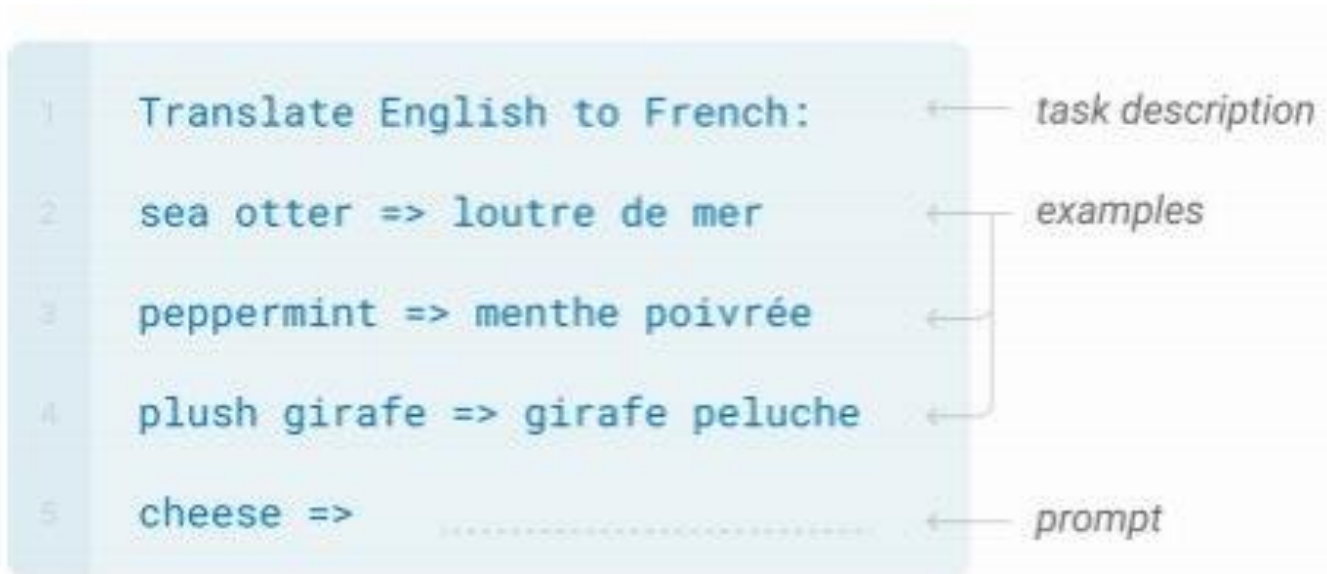 1 Translate English to French: task description
2 sea otter => loutre de mer examples
3 peppermint => menthe poivrée
4 plush girafe => girafe peluche
5 cheese => prompt